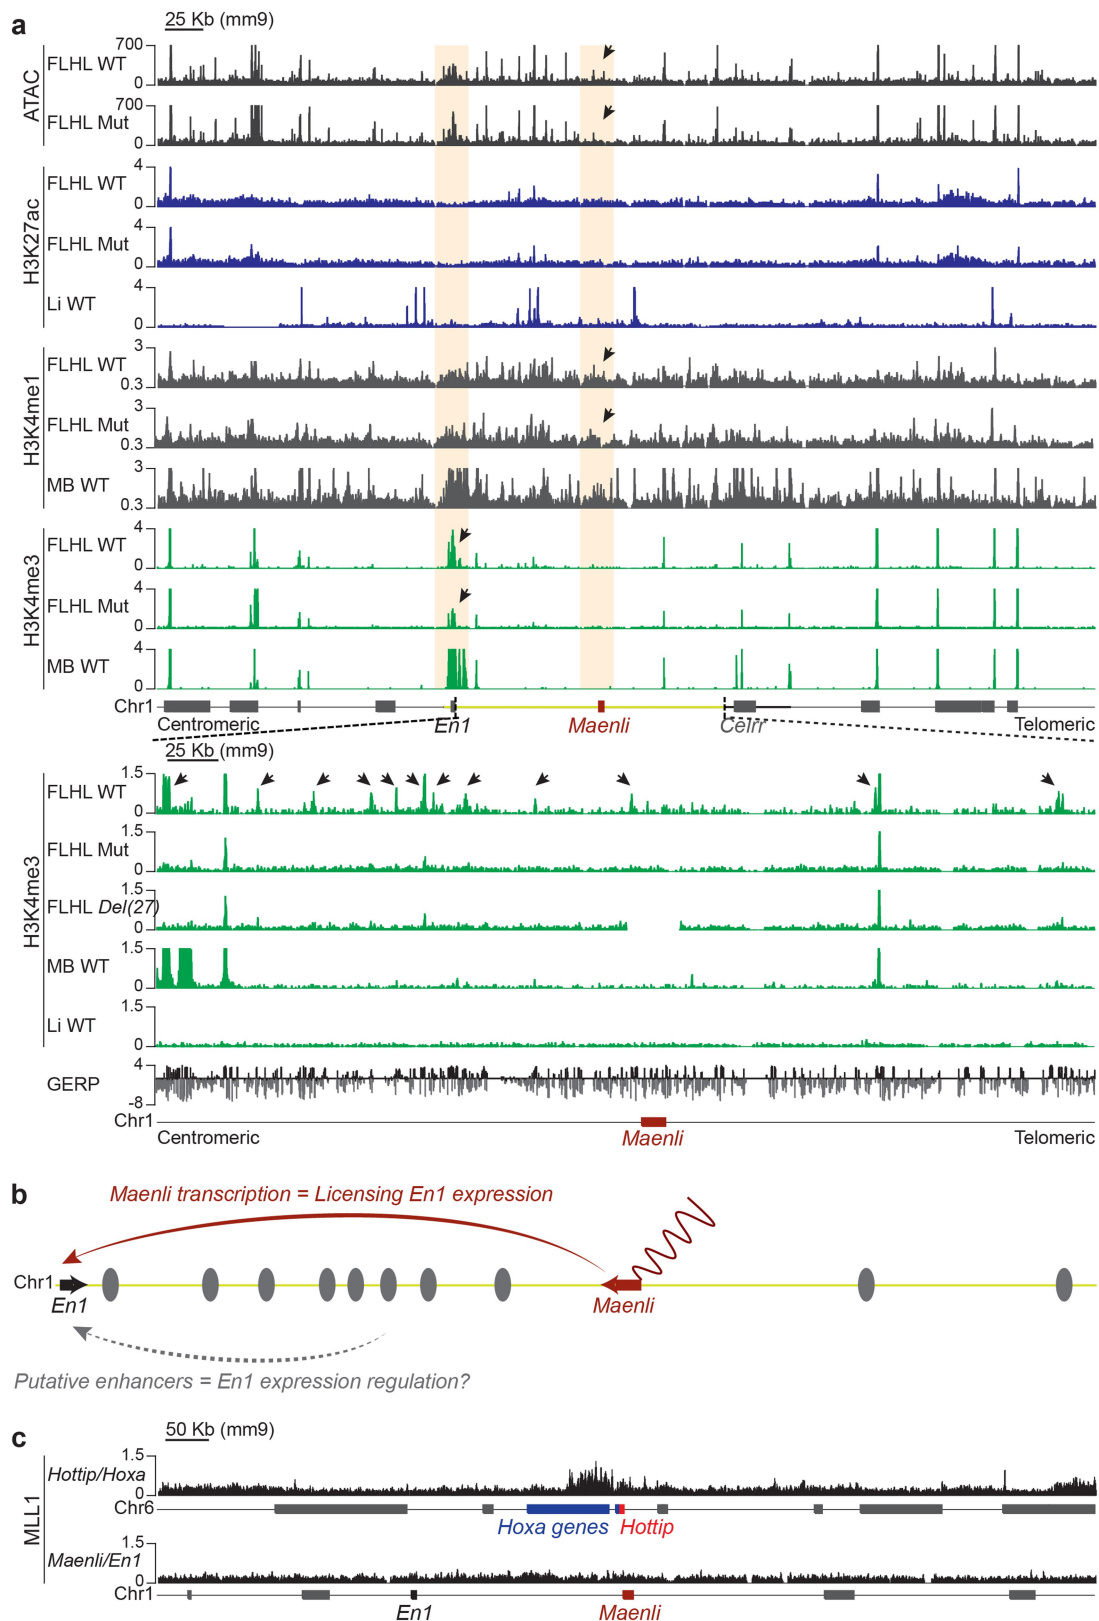 a
25 Kb (mm9)
ATAC
FLHL WT
700
0
FLHL Mut
700
0
H3K27ac
FLHL WT
4
0
FLHL Mut
4
0
Li WT
4
0
H3K4me1
FLHL WT
3
0.3
FLHL Mut
3
0.3
MB WT
3
0.3
H3K4me3
FLHL WT
4
0
FLHL Mut
4
0
MB WT
4
0
Chr1
Centromeric En1 Maenli Celrr Telomeric
25 Kb (mm9)
H3K4me3
FLHL WT
1.5
0
FLHL Mut
1.5
0
FLHL Del(27)
1.5
0
MB WT
1.5
0
Li WT
1.5
0
GERP
4
-8
Chr1
Centromeric Maenli Telomeric
b
Maenli transcription = Licensing En1 expression
Chr1
En1 Maenli
Putative enhancers = En1 expression regulation?
c
50 Kb (mm9)
MLL1
Hottip/Hoxa
1.5
0
Chr6
Hoxa genes Hottip
Maenli/En1
1.5
0
Chr1
En1 Maenli